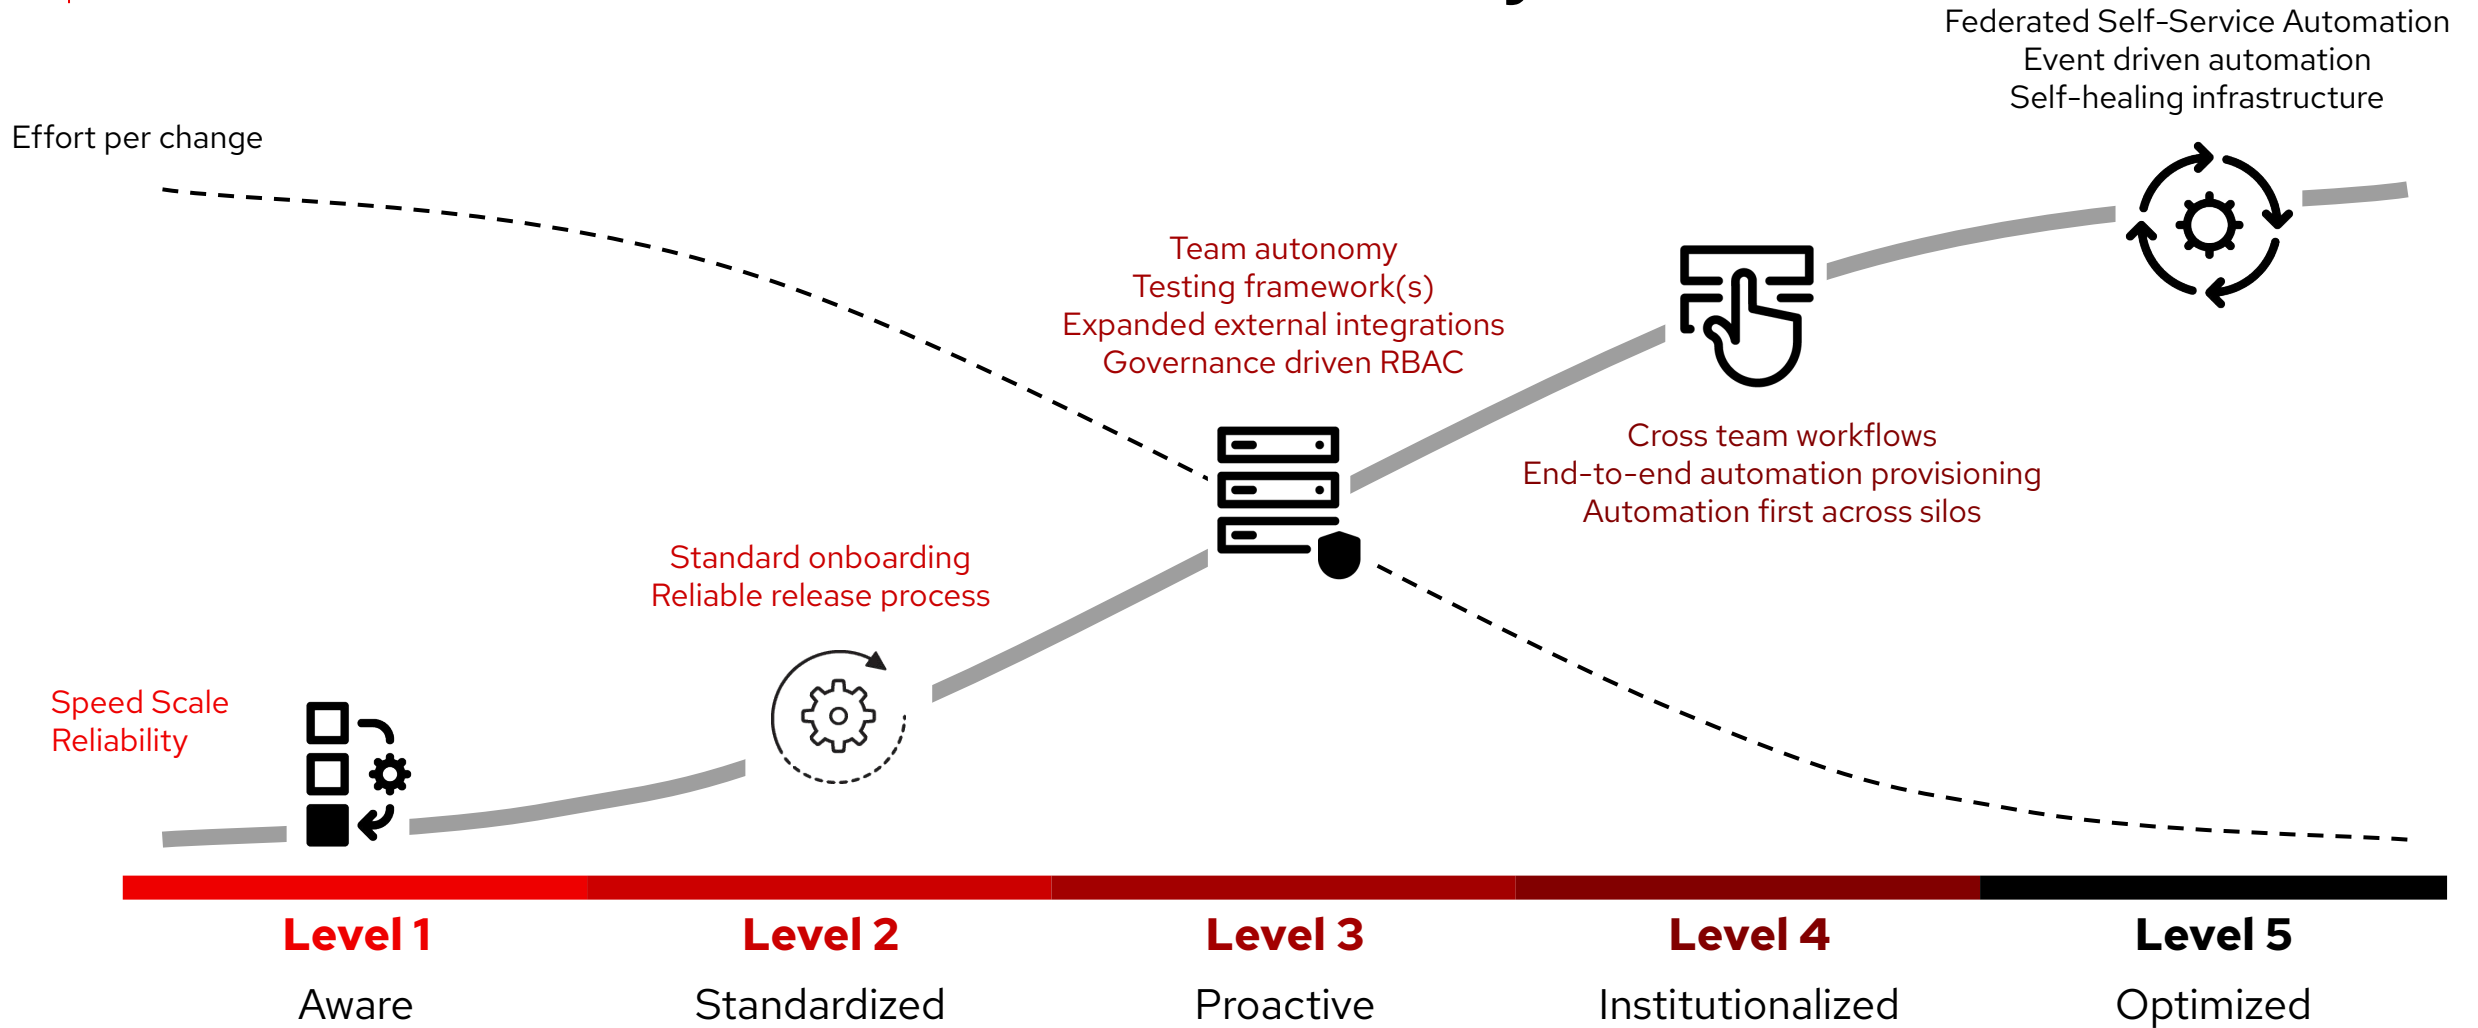 Federated Self-Service Automation
Event driven automation
Self-healing infrastructure
Effort per change
Team autonomy
Testing framework(s)
Expanded external integrations
Governance driven RBAC
Cross team workflows
End-to-end automation provisioning
Automation first across silos
Standard onboarding
Reliable release process
Speed Scale
Reliability
Level 1
Level 2
Level 3
Level 4
Level 5
Aware
Standardized
Proactive
Institutionalized
Optimized